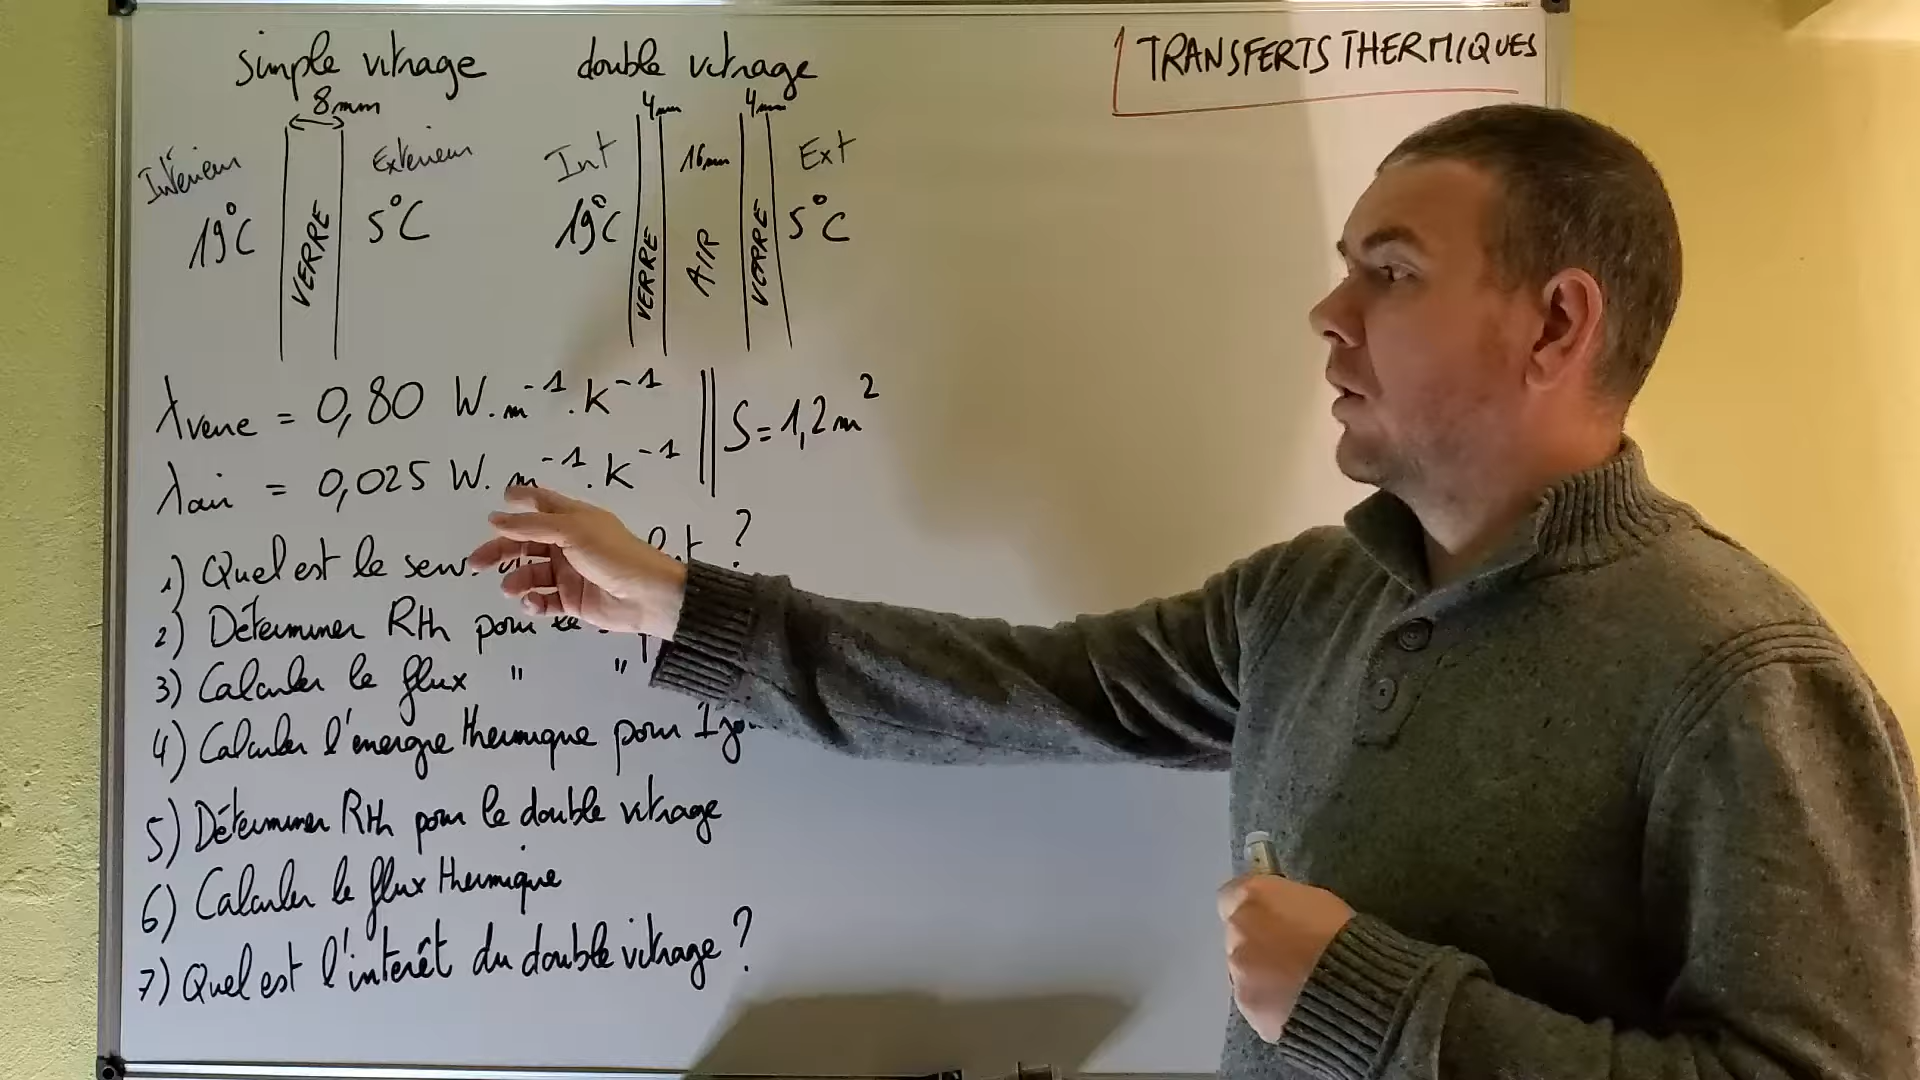 simple vitrage
double vitrage
TRANSFERTS THERMIQUES
8mm
4mm
4mm
Intérieur
Extérieur
Int
16mm
Ext
19°C
5°C
19°C
5°C
VERRE
VERRE
AIR
VERRE
λverre = 0,80 W.m⁻¹.K⁻¹
S=1,2m²
λair = 0,025 W.m⁻¹.K⁻¹
1) Quel est le sens ?
2) Déterminer RTh pour le
3) Calculer le flux " "
4) Calculer l'énergie thermique pour 1
5) Déterminer RTh pour le double vitrage
6) Calculer le flux thermique
7) Quel est l'intérêt du double vitrage ?